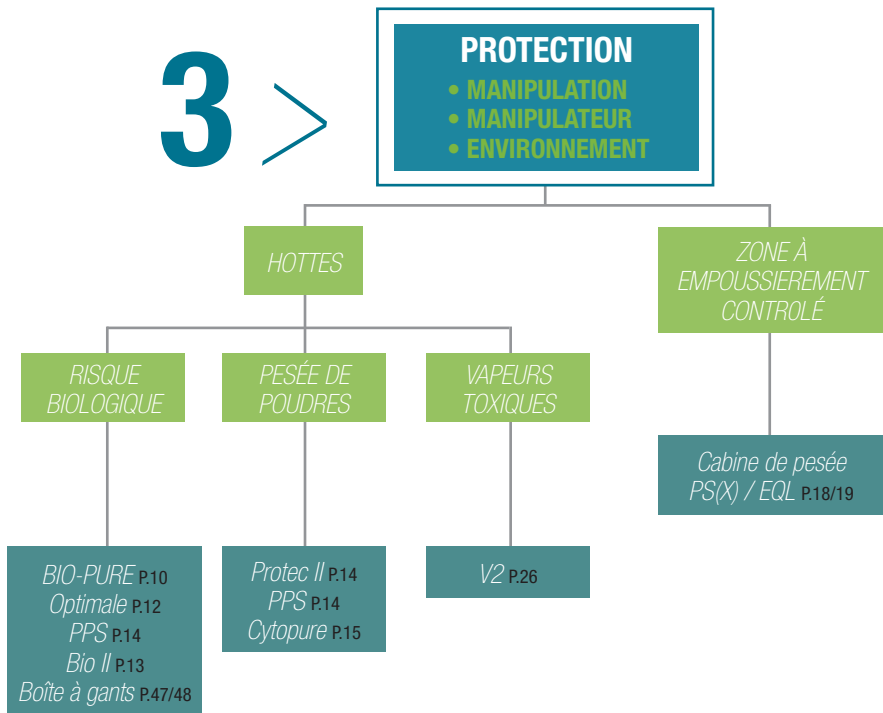 3 >
PROTECTION
• MANIPULATION
• MANIPULATEUR
• ENVIRONNEMENT
HOTTES
ZONE À
EMPOUSSIEREMENT
CONTROLÉ
RISQUE
BIOLOGIQUE
PESÉE DE
POUDRES
VAPEURS
TOXIQUES
Cabine de pesée
PS(X) / EQL P.18/19
BIO-PURE P.10
Optimale P.12
PPS P.14
Bio II P.13
Boîte à gants P.47/48
Protec II P.14
PPS P.14
Cytopure P.15
V2 P.26